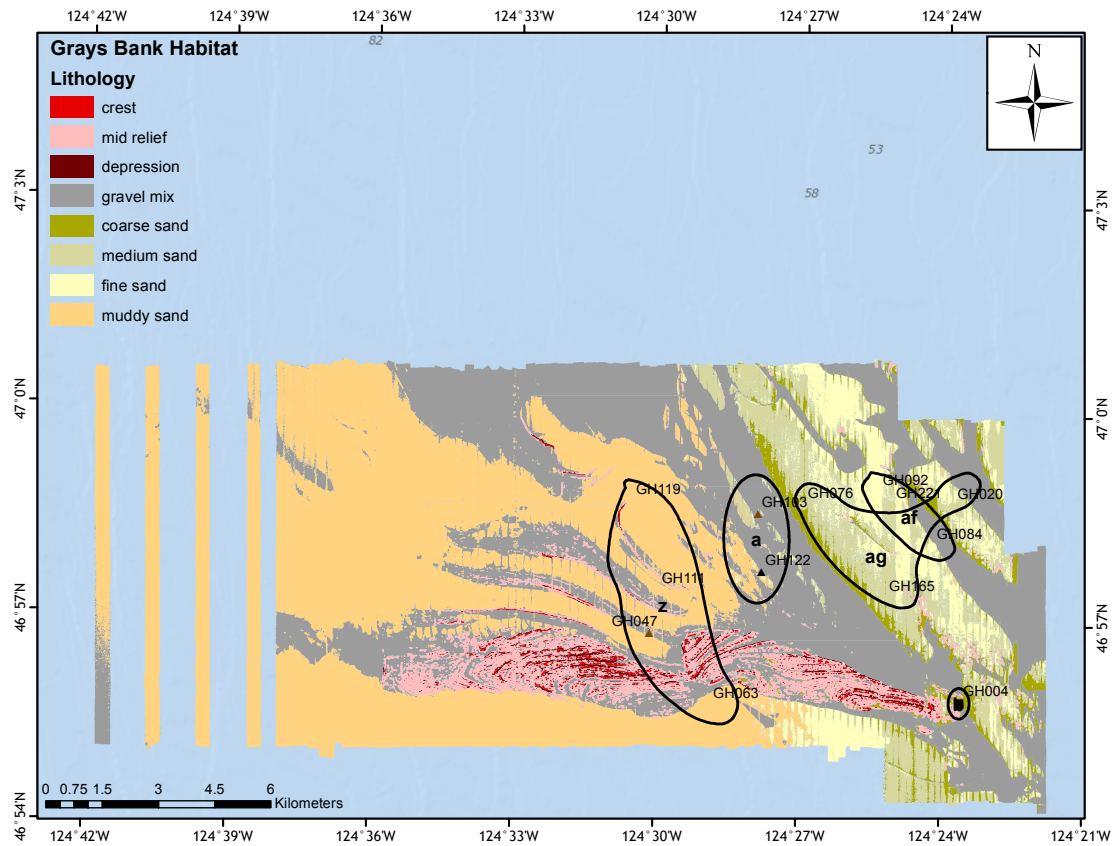 124°39'W 124°36'W 124°33'W 124°30'W 124°27'W 124°24'W
Grays Bank Habitat
Lithology
crest
mid relief
depression
gravel mix
coarse sand
medium sand
fine sand
muddy sand
82
N
53
58
47°3'N
47°3'N
47°0'N
47°0'N
GH119
GH103
GH076
GH092
GH221
GH020
af
GH084
a
ag
GH122
GH111
GH165
z
GH047
46°57'N
46°57'N
GH063
GH004
0 0.75 1.5 3 4.5 6
Kilometers
46°54'N
124°42'W 124°39'W 124°36'W 124°33'W 124°30'W 124°27'W 124°24'W 124°21'W